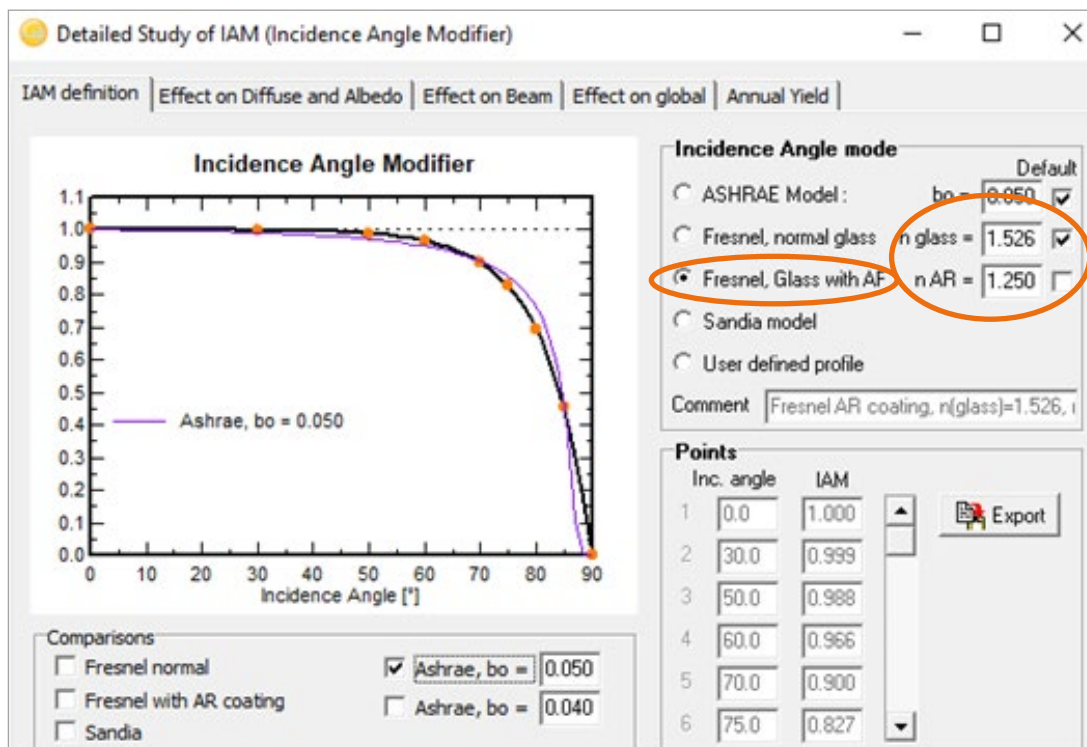 Detailed Study of IAM (Incidence Angle Modifier)
IAM definition
Effect on Diffuse and Albedo
Effect on Beam
Effect on global
Annual Yield
Incidence Angle Modifier
1.1
1.0
0.9
0.8
0.7
0.6
0.5
0.4
0.3
0.2
0.1
0.0
Ashrae, bo = 0.050
0 10 20 30 40 50 60 70 80 90
Incidence Angle [°]
Incidence Angle mode
Default
ASHRAE Model : bo = 0.050
Fresnel, normal glass n glass = 1.526
Fresnel, Glass with AF n AR = 1.250
Sandia model
User defined profile
Comment Fresnel AR coating, n(glass)=1.526,
Points
Inc. angle IAM
1 0.0 1.000
2 30.0 0.999
3 50.0 0.988
4 60.0 0.966
5 70.0 0.900
6 75.0 0.827
Export
Comparisons
Fresnel normal
Fresnel with AR coating
Sandia
Ashrae, bo = 0.050
Ashrae, bo = 0.040